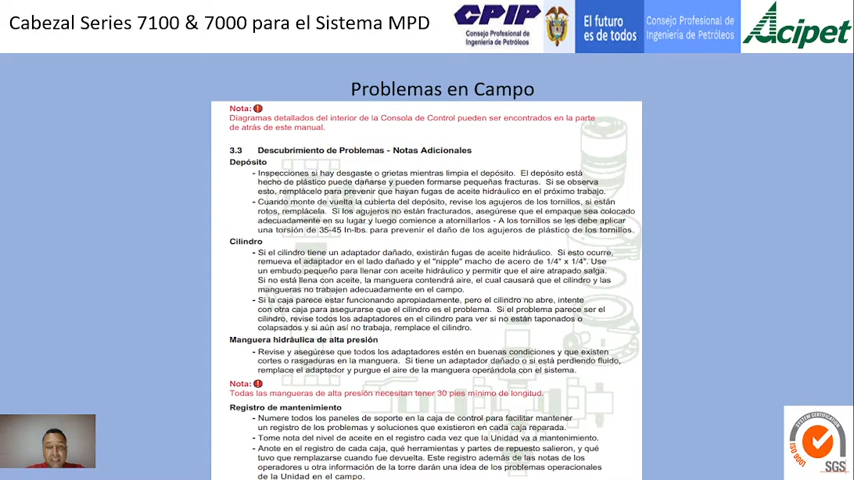 Cabezal Series 7100 & 7000 para el Sistema MPD
CPIP
Consejo Profesional de
Ingeniería de Petróleos
El futuro
es de todos
Consejo Profesional de
Ingeniería de Petróleos
Acipet
Problemas en Campo
Nota:
Diagramas detallados del interior de la Consola de Control pueden ser encontrados en la parte
de atrás de este manual.
3.3 Descubrimiento de Problemas - Notas Adicionales
Depósito
- Inspecciones si hay desgaste o grietas mientras limpia el depósito. El depósito está
hecho de plástico puede dañarse y pueden formarse pequeñas fracturas. Si se observa
esto, remplácelo para prevenir que hayan fugas de aceite hidráulico en el próximo trabajo.
- Cuando monte de vuelta la cubierta del depósito, revise los agujeros de los tornillos, si están
rotos, remplácela. Si los agujeros no están fracturados, asegúrese que el empaque sea colocado
adecuadamente en su lugar y luego comience a atornillarlos - A los tornillos se les debe aplicar
una torsión de 35-45 In-lbs. para prevenir el daño de los agujeros de plástico de los tornillos.
Cilindro
- Si el cilindro tiene un adaptador dañado, existirán fugas de aceite hidráulico. Si esto ocurre,
remueva el adaptador en el lado dañado y el "nipple" macho de acero de 1/4" x 1/4". Use
un embudo pequeño para llenar con aceite hidráulico y permitir que el aire atrapado salga.
Si no está llena con aceite, la manguera contendrá aire, el cual causará que el cilindro y las
mangueras no trabajen adecuadamente en el campo.
- Si la caja parece estar funcionando apropiadamente, pero el cilindro no abre, intente
con otra caja para asegurarse que el cilindro es el problema. Si el problema parece ser el
cilindro, revise todos los adaptadores en el cilindro para ver si no están taponados o
colapsados y si aún así no trabaja, remplace el cilindro.
Manguera hidráulica de alta presión
- Revise y asegúrese que todos los adaptadores estén en buenas condiciones y que existen
cortes o rasgaduras en la manguera. Si tiene un adaptador dañado o si está perdiendo fluido,
remplace el adaptador y purgue el aire de la manguera operándola con el sistema.
Nota:
Todas las mangueras de alta presión necesitan tener 30 pies mínimo de longitud.
Registro de mantenimiento
- Numere todos los paneles de soporte en la caja de control para facilitar mantener
un registro de los problemas y soluciones que existieron en cada caja reparada.
- Tome nota del nivel de aceite en el registro cada vez que la Unidad va a mantenimiento.
- Anote en el registro de cada caja, qué herramientas y partes de repuesto salieron, y qué
tuvo que remplazarse cuando fue devuelta. Este registro además de las notas de los
operadores u otra información de la torre darán una idea de los problemas operacionales
de la Unidad en el campo.
SYSTEM CERTIFICATION
ISO 9001
SGS